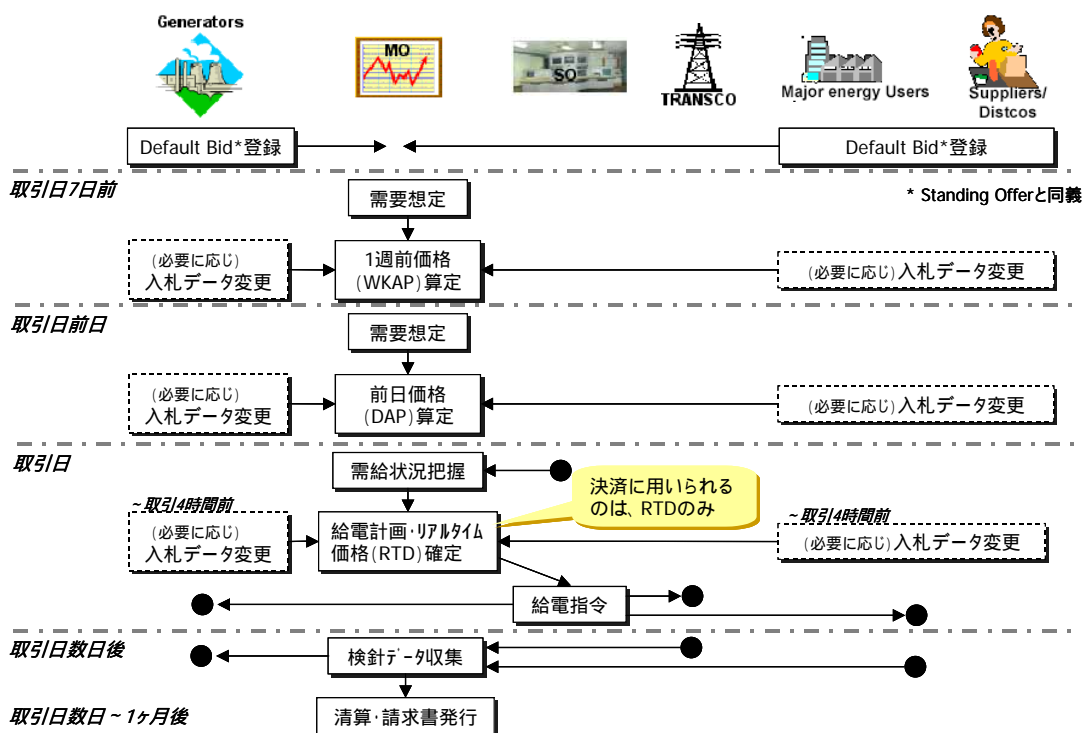 Generators
MO
SO
TRANSCO
Major energy Users
Suppliers/
Distcos
Default Bid*登録
Default Bid*登録
取引日7日前
* Standing Offerと同義
需要想定
(必要に応じ)
入札データ変更
1週前価格
(WKAP)算定
(必要に応じ)入札データ変更
取引日前日
需要想定
(必要に応じ)
入札データ変更
前日価格
(DAP)算定
(必要に応じ)入札データ変更
取引日
需給状況把握
決済に用いられる
のは、RTDのみ
~取引4時間前
(必要に応じ)
入札データ変更
給電計画・リアルタイム
価格(RTD)確定
~取引4時間前
(必要に応じ)入札データ変更
給電指令
取引日数日後
検針データ収集
取引日数日~1ヶ月後
清算・請求書発行